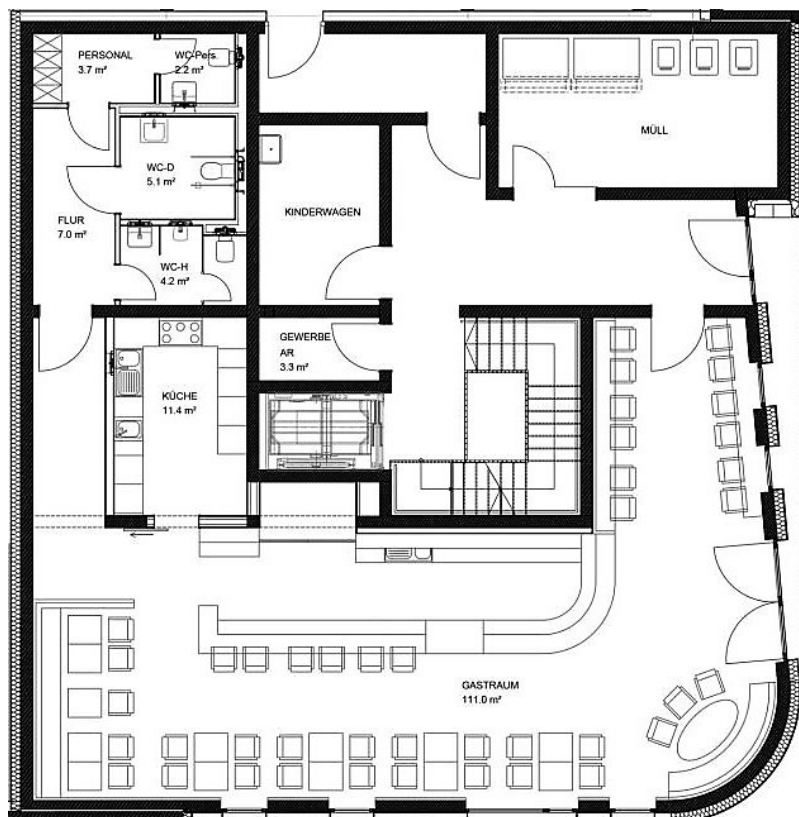 PERSONAL
3.7 m²
WC-Pers.
2.2 m²
MÜLL
WC-D
5.1 m²
KINDERWAGEN
FLUR
7.0 m²
WC-H
4.2 m²
GEWERBE
AR
3.3 m²
KÜCHE
11.4 m²
GASTRAUM
111.0 m²